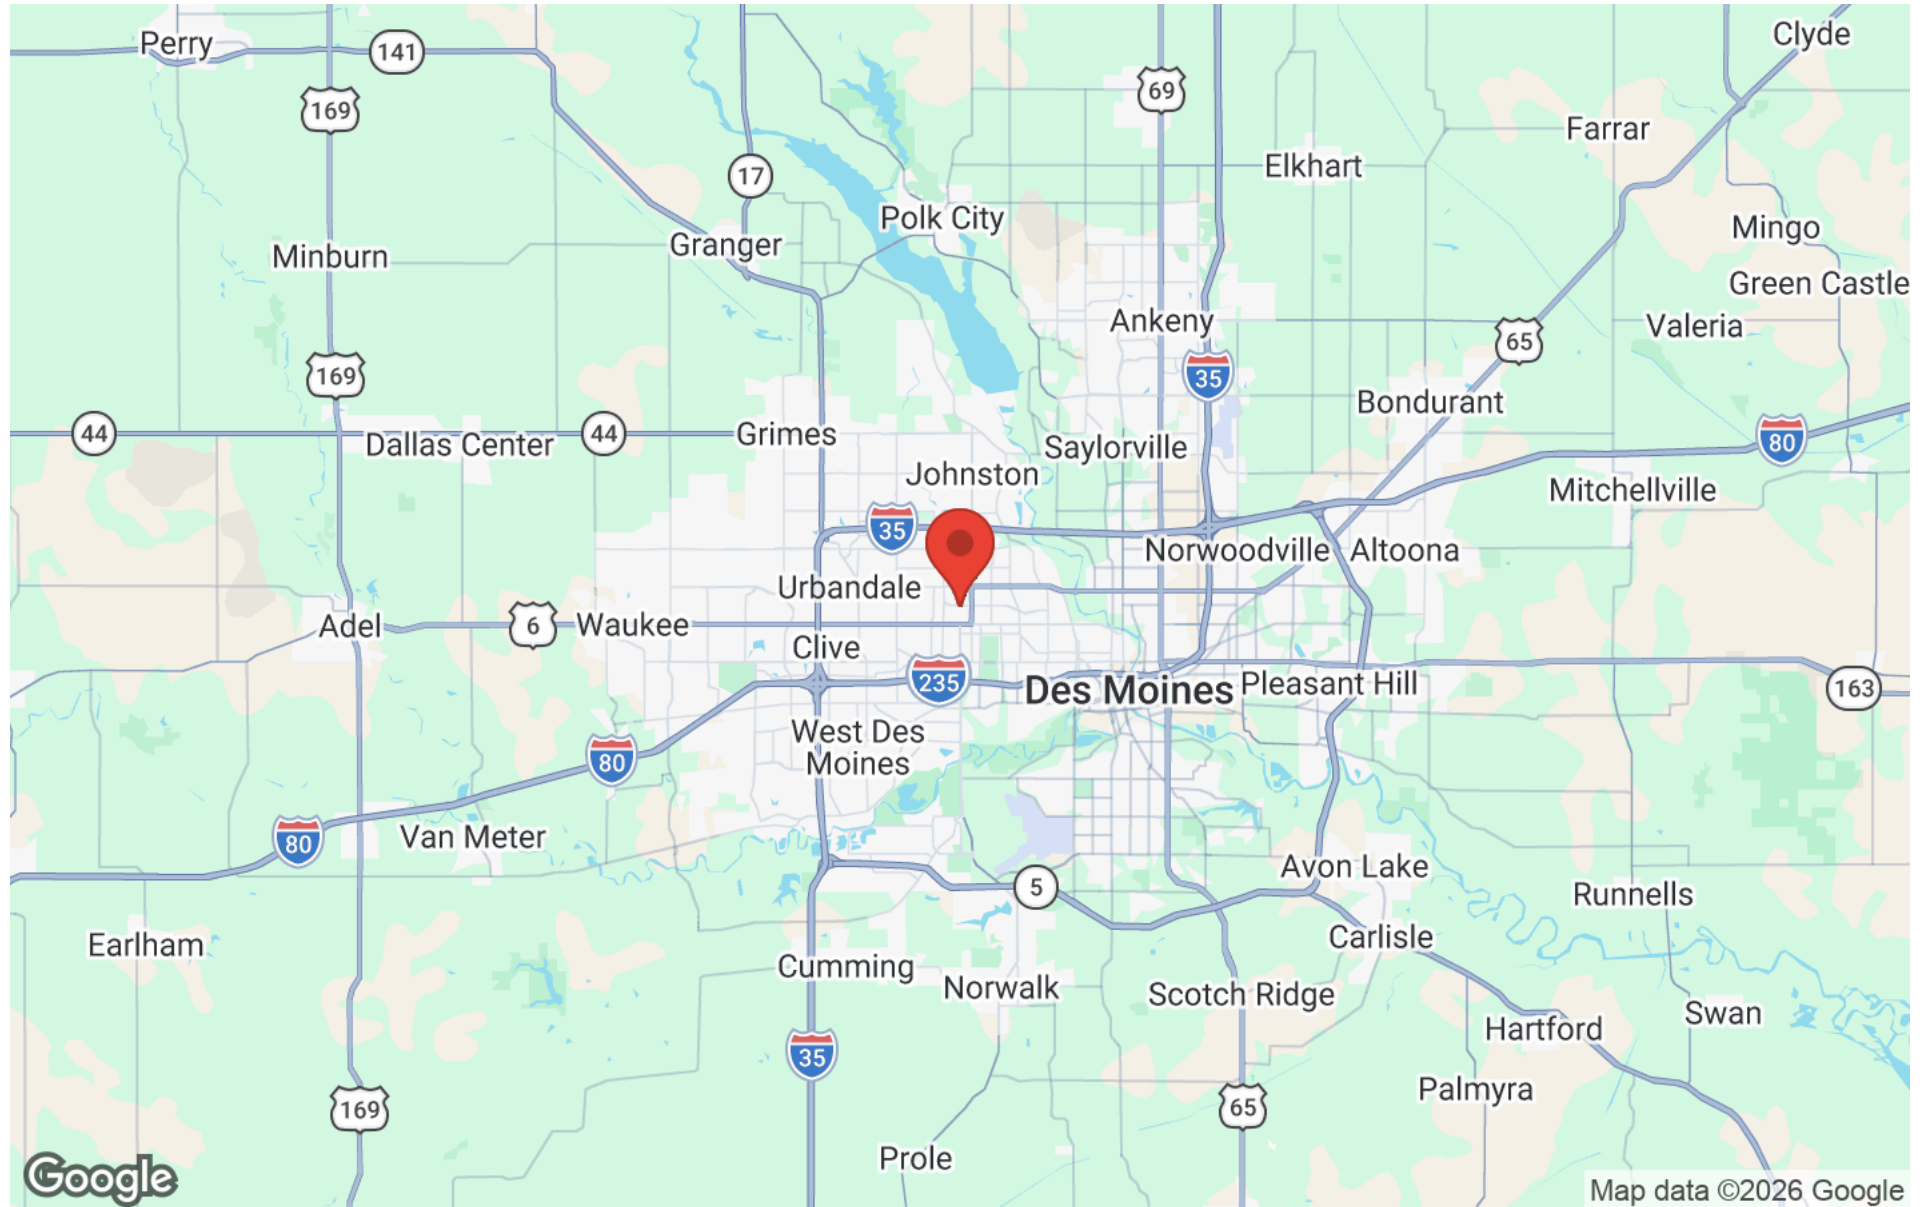 Clyde
Perry
141
69
169
Farrar
Elkhart
17
Polk City
Mingo
Granger
Minburn
Green Castle
Ankeny
Valeria
65
169
35
Bondurant
44
44
Grimes
80
Dallas Center
Saylorville
Johnston
Mitchellville
35
Norwoodville
Altoona
Urbandale
6
Waukee
Adel
Clive
235
Des Moines
Pleasant Hill
163
West Des
Moines
80
80
Van Meter
Avon Lake
5
Runnells
Earlham
Carlisle
Cumming
Norwalk
Scotch Ridge
Swan
Hartford
35
Palmyra
169
65
Prole
Google
Map data ©2026 Google